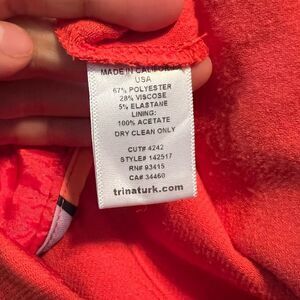 MADE IN CALIFORNIA
USA
67% POLYESTER
28% VISCOSE
5% ELASTANE
LINING:
100% ACETATE
DRY CLEAN ONLY
CUT# 4242
STYLE# 142517
RN# 93415
CA# 34460
trinaturk.com